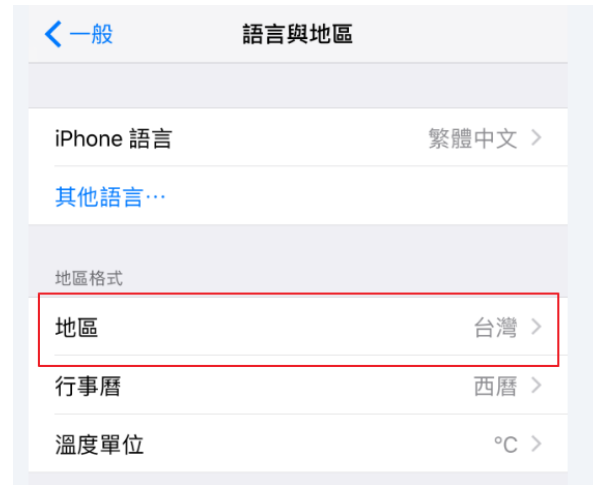 一般 語言與地區
iPhone 語言 繁體中文
其他語言⋯
地區格式
地區 台灣
行事曆 西曆
溫度單位 °C